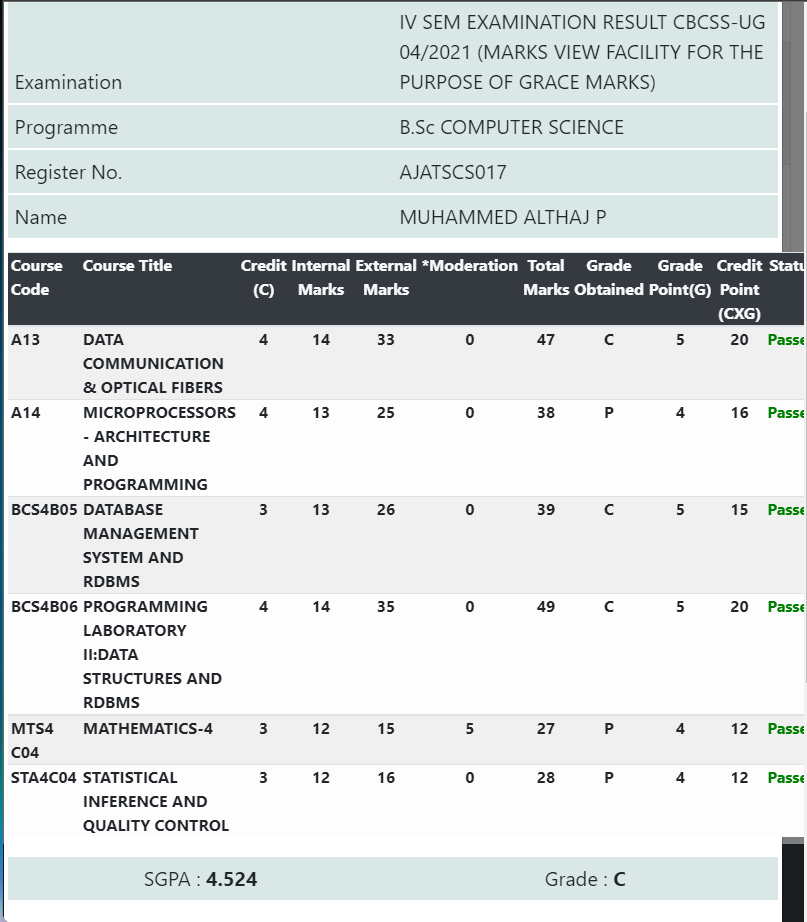 IV SEM EXAMINATION RESULT CBCSS-UG
04/2021 (MARKS VIEW FACILITY FOR THE
Examination PURPOSE OF GRACE MARKS)
Programme B.Sc COMPUTER SCIENCE
Register No. AJATSCS017
Name MUHAMMED ALTHAJ P
Course Course Title Credit Internal External *Moderation Total Grade Grade Credit Statu
Code (C) Marks Marks Marks Obtained Point(G) Point
(CXG)
A13 DATA 4 14 33 0 47 C 5 20 Passe
COMMUNICATION
& OPTICAL FIBERS
A14 MICROPROCESSORS 4 13 25 0 38 P 4 16 Passe
- ARCHITECTURE
AND
PROGRAMMING
BCS4B05 DATABASE 3 13 26 0 39 C 5 15 Passe
MANAGEMENT
SYSTEM AND
RDBMS
BCS4B06 PROGRAMMING 4 14 35 0 49 C 5 20 Passe
LABORATORY
II:DATA
STRUCTURES AND
RDBMS
MTS4 MATHEMATICS-4 3 12 15 5 27 P 4 12 Passe
C04
STA4C04 STATISTICAL 3 12 16 0 28 P 4 12 Passe
INFERENCE AND
QUALITY CONTROL
SGPA : 4.524 Grade : C